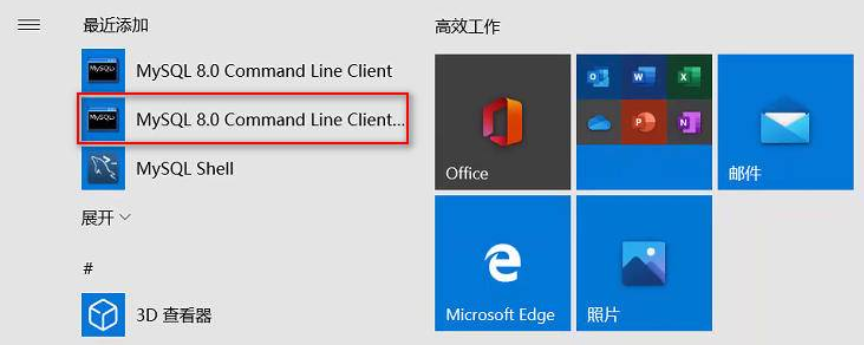 最近添加
MySQL 8.0 Command Line Client
MySQL 8.0 Command Line Client...
MySQL Shell
展开
#
3D 查看器
高效工作
Office
邮件
Microsoft Edge
照片